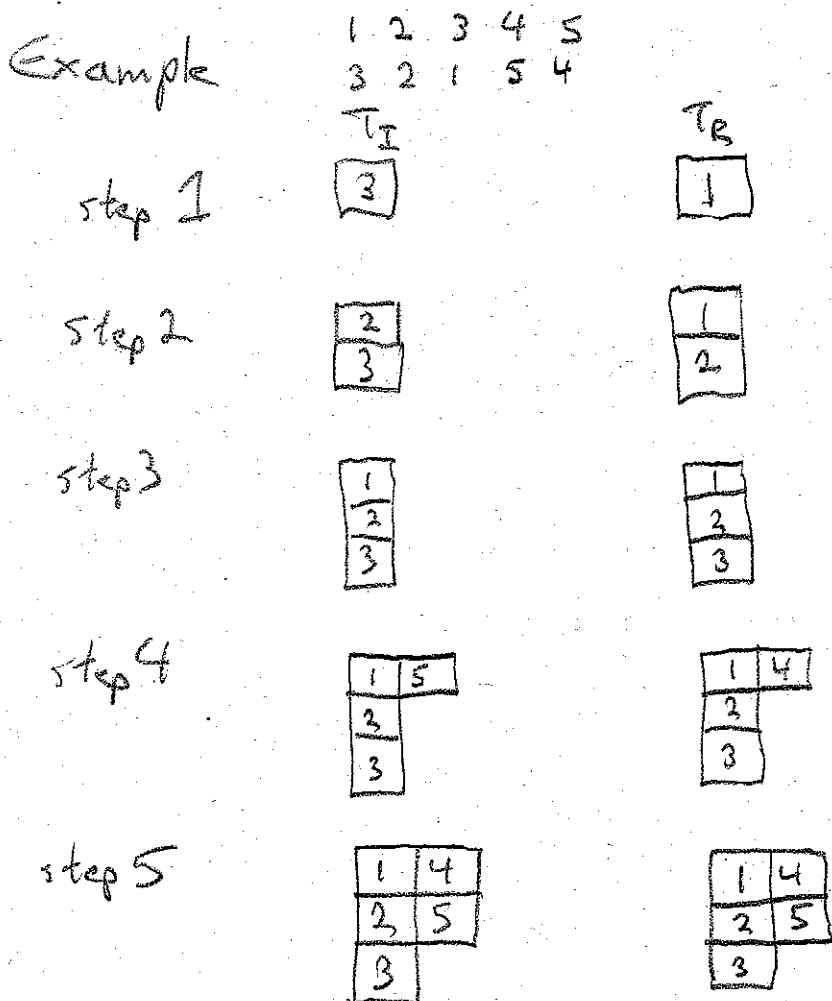 Example 1 2 3 4 5
3 2 1 5 4
T_I T_B
step 1 3 1
step 2 2 1
3 2
step 3 1 1
2 2
3 3
step 4 1 5 1 4
2 2
3 3
step 5 1 4 1 4
2 5 2 5
3 3